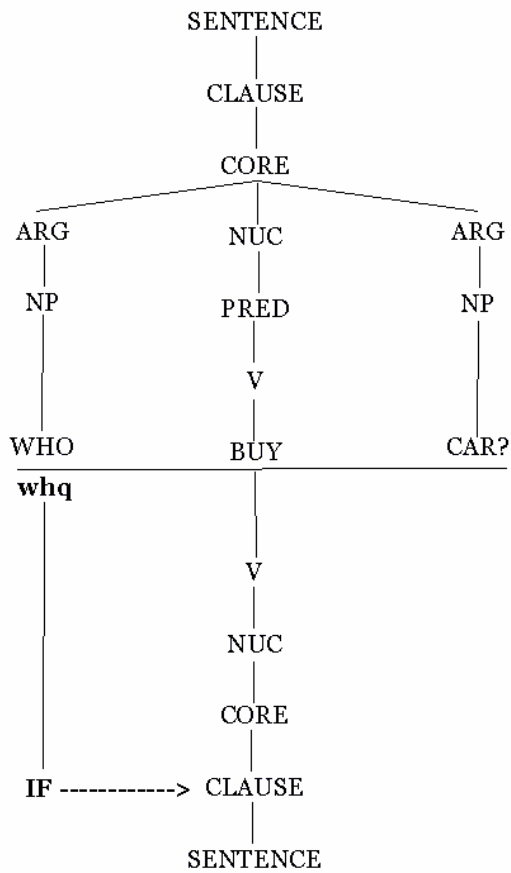 SENTENCE
CLAUSE
CORE
ARG NUC ARG
NP PRED NP
V
WHO BUY CAR?
whq
V
NUC
CORE
IF ------------> CLAUSE
SENTENCE